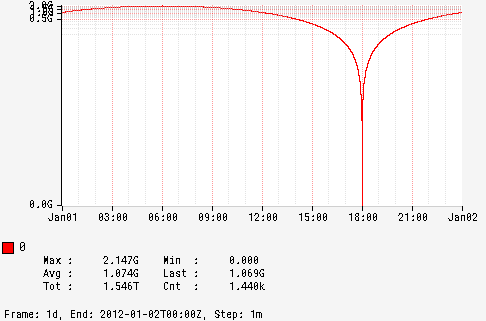 0.5G
0.0G
Jan01 03:00 06:00 09:00 12:00 15:00 18:00 21:00 Jan02
0
Max : 2.147G Min : 0.000
Avg : 1.074G Last : 1.069G
Tot : 1.546T Cnt : 1.440k
Frame: 1d, End: 2012-01-02T00:00Z, Step: 1m